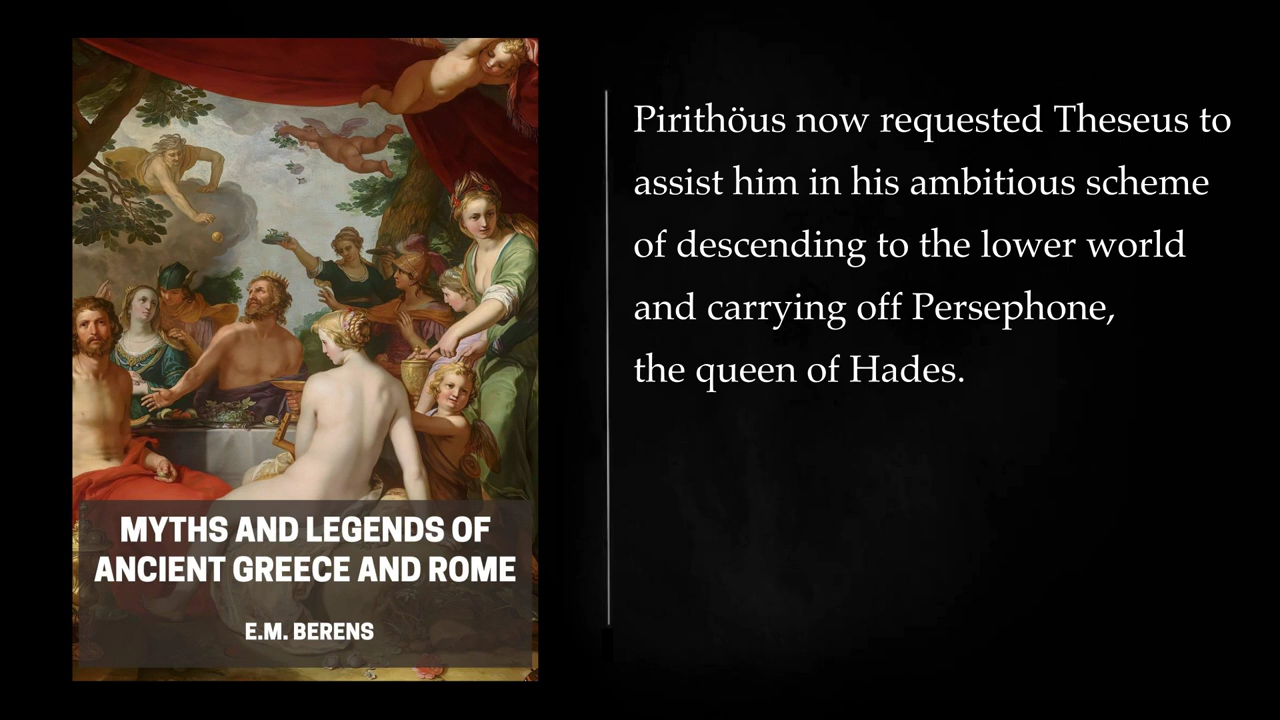 MYTHS AND LEGENDS OF
ANCIENT GREECE AND ROME
E.M. BERENS
Pirithöus now requested Theseus to
assist him in his ambitious scheme
of descending to the lower world
and carrying off Persephone,
the queen of Hades.